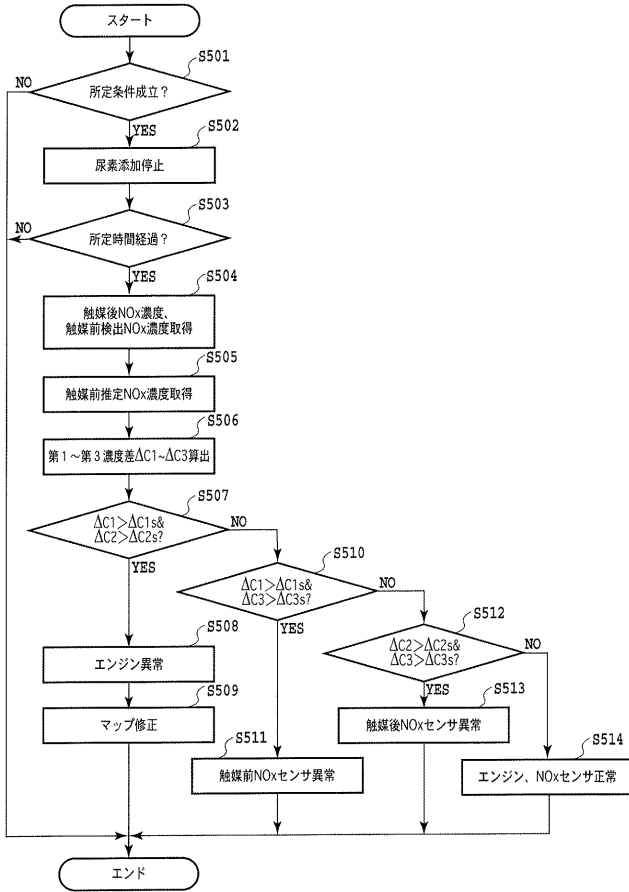 スタート
S501
NO
所定条件成立？
YES
S502
尿素添加停止
S503
NO
所定時間経過？
YES
S504
触媒後NOx濃度、
触媒前検出NOx濃度取得
S505
触媒前推定NOx濃度取得
S506
第１～第３濃度差ΔC1~ΔC3算出
S507
ΔC1>ΔC1s&
ΔC2>ΔC2s?
NO
YES
S510
ΔC1>ΔC1s&
ΔC3>ΔC3s?
NO
YES
S512
ΔC2>ΔC2s&
ΔC3>ΔC3s?
NO
YES
S508
エンジン異常
S509
マップ修正
S513
触媒後NOxセンサ異常
S511
触媒前NOxセンサ異常
S514
エンジン、NOxセンサ正常
エンド